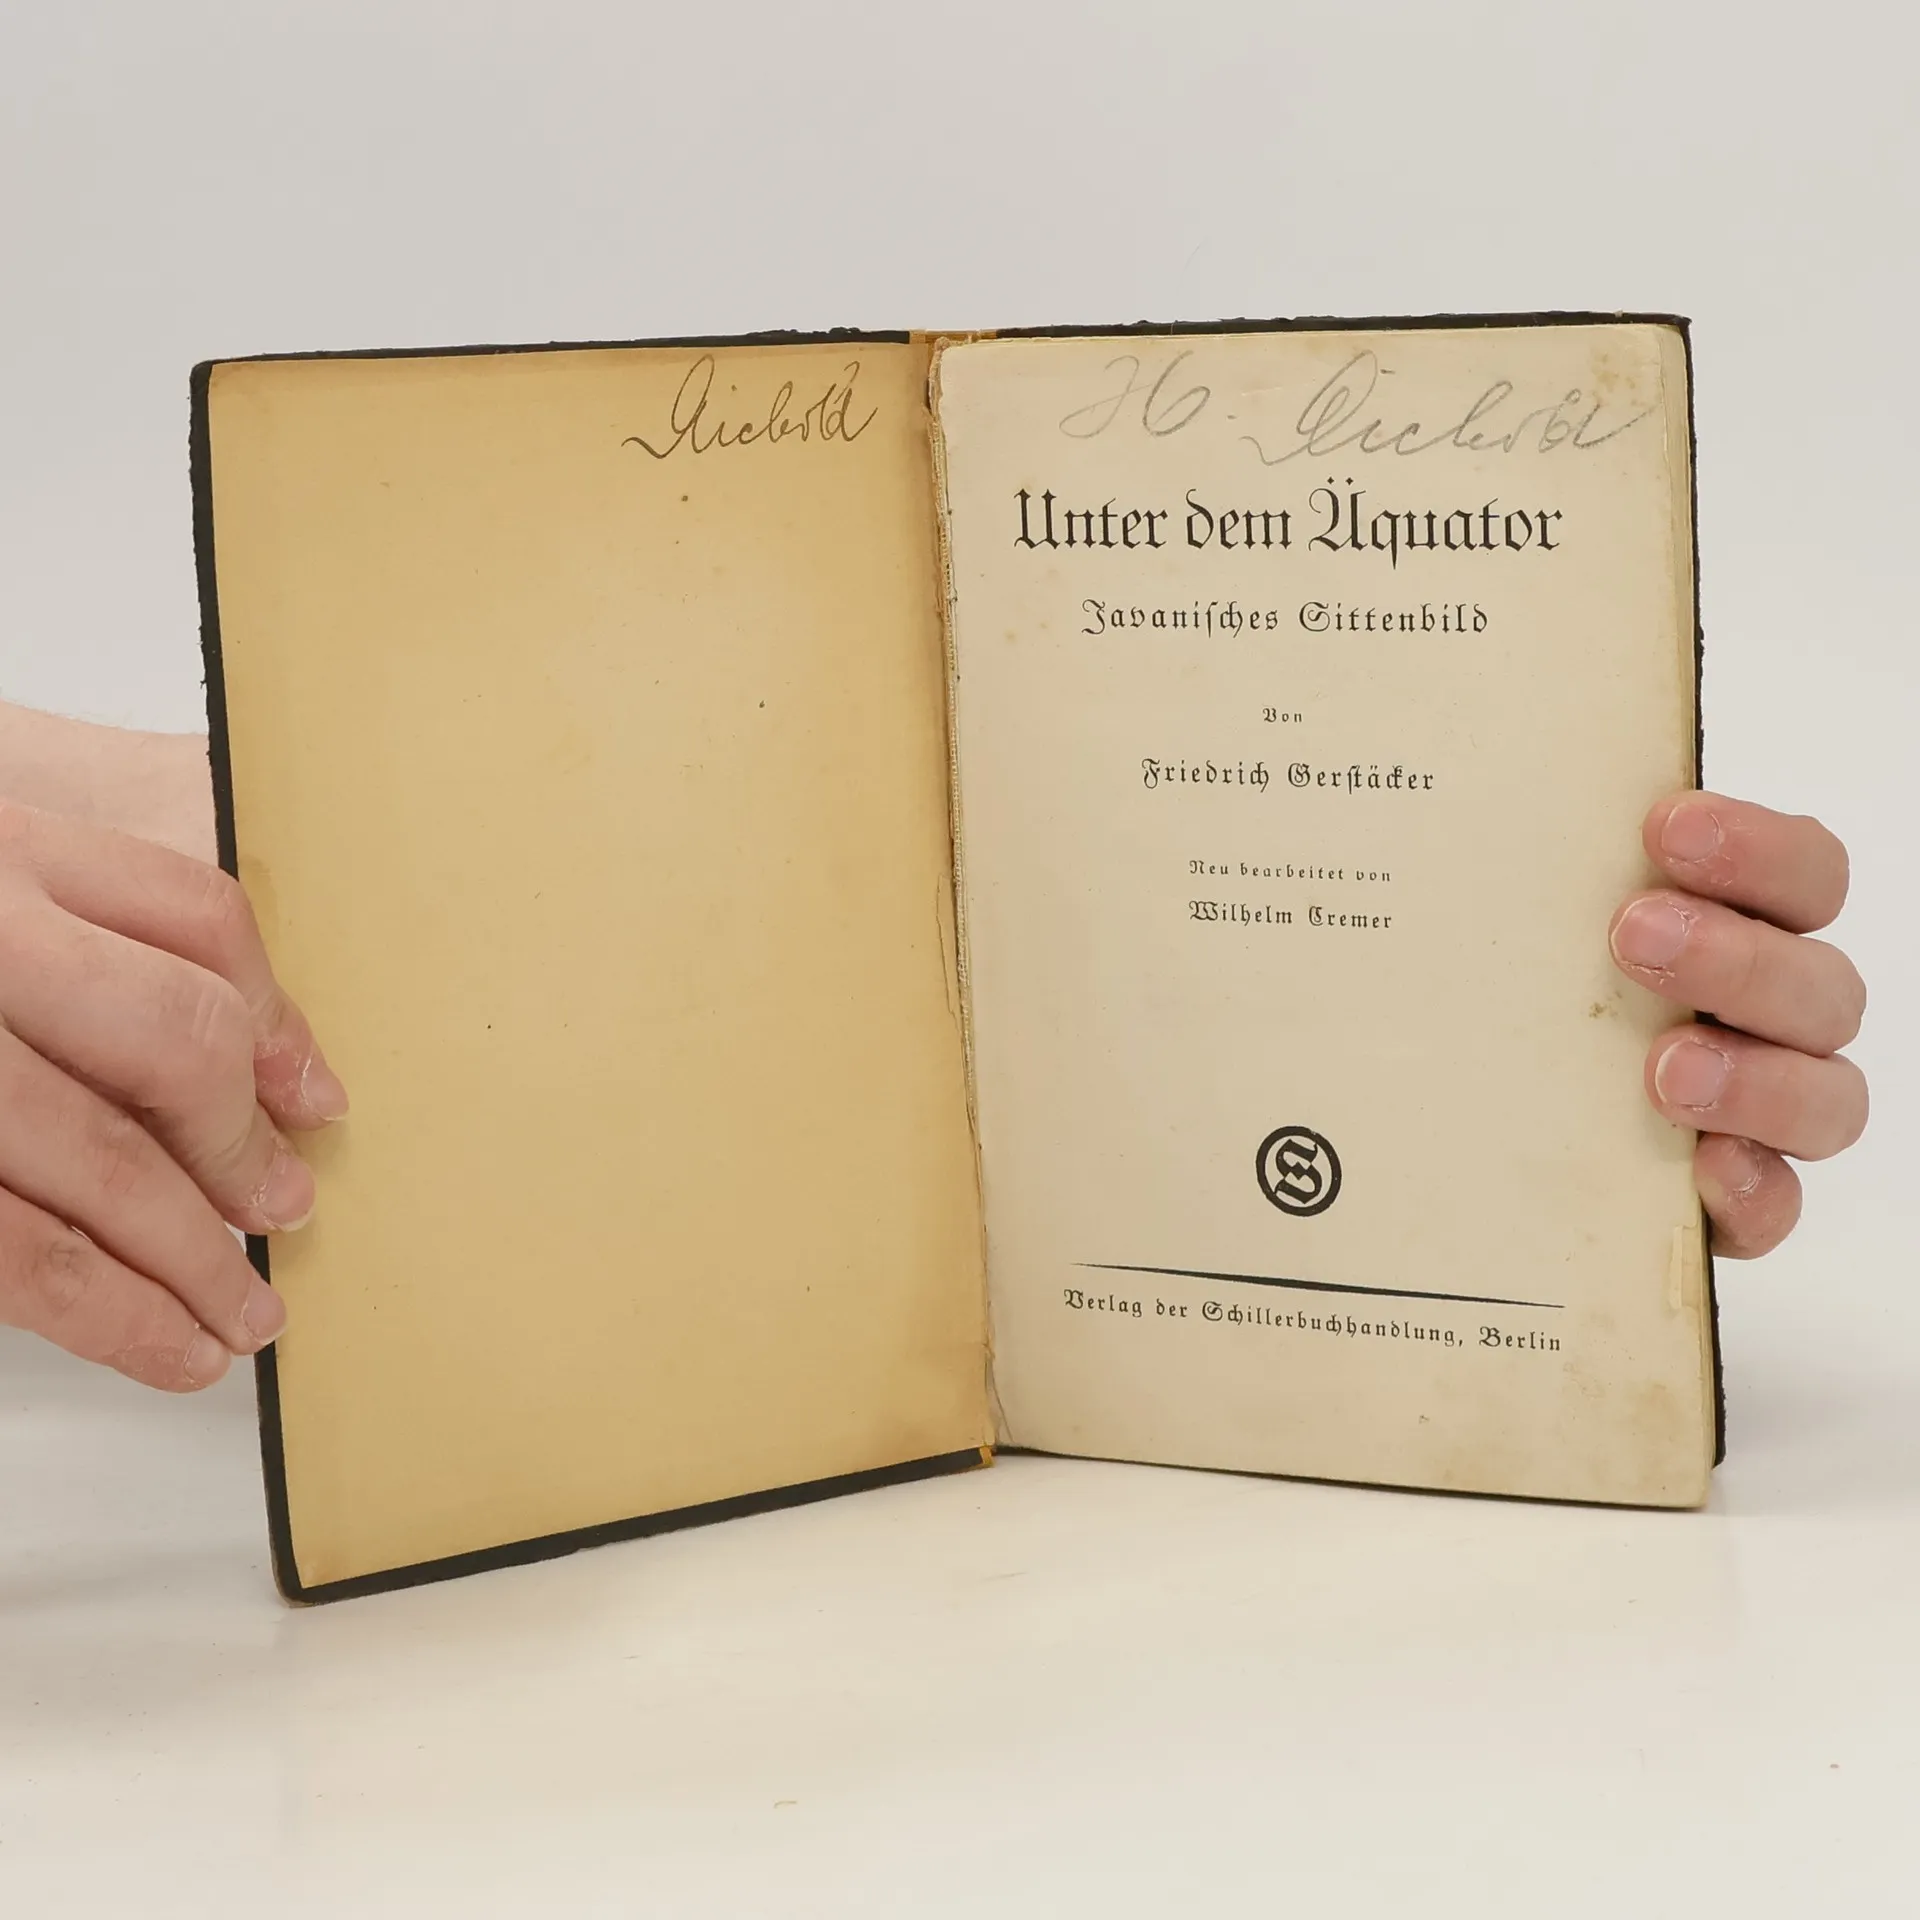 H.
Unter dem Äquator
Javaniſches Sittenbild
Von
Friedrich Gerſtäcker
Neu bearbeitet von
Wilhelm Cremer
S
Verlag der Schillerbuchhandlung, Berlin